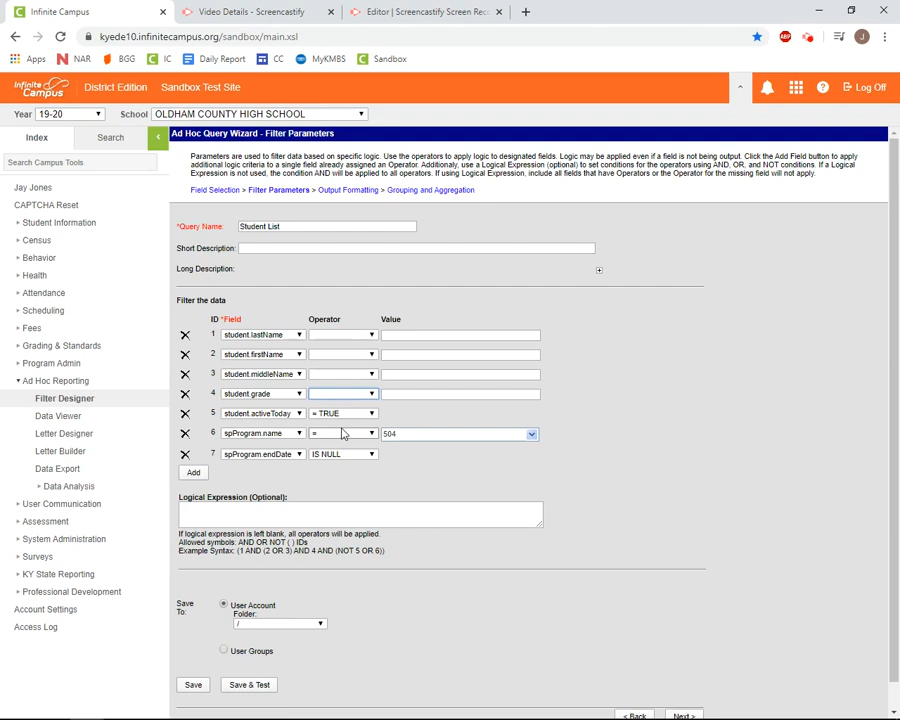 Infinite Campus
Video Details - Screencastify
Editor | Screencastify Screen Rec
kyede10.infinitecampus.org/sandbox/main.xsl
Apps NAR BGG IC Daily Report CC MyKMBS Sandbox
Infinite Campus District Edition Sandbox Test Site Log Off
Year 19-20 School OLDHAM COUNTY HIGH SCHOOL
Index Search
Search Campus Tools
Jay Jones
CAPTCHA Reset
Student Information
Census
Behavior
Health
Attendance
Scheduling
Fees
Grading & Standards
Program Admin
Ad Hoc Reporting
Filter Designer
Data Viewer
Letter Designer
Letter Builder
Data Export
Data Analysis
User Communication
Assessment
System Administration
Surveys
KY State Reporting
Professional Development
Account Settings
Access Log
Ad Hoc Query Wizard - Filter Parameters
Parameters are used to filter data based on specific logic. Use the operators to apply logic to designated fields. Logic may be applied even if a field is not being output. Click the Add Field button to apply
additional logic criteria to a single field already assigned an Operator. Additionaly, use a Logical Expression (optional) to set conditions for the operators using AND, OR, and NOT conditions. If a Logical
Expression is not used, the condition AND will be applied to all operators. If using Logical Expression, include all fields that have Operators or the Operator for the missing field will not apply.
Field Selection > Filter Parameters > Output Formatting > Grouping and Aggregation
*Query Name: Student List
Short Description:
Long Description:
Filter the data
ID *Field Operator Value
1 student.lastName
2 student.firstName
3 student.middleName
4 student.grade
5 student.activeToday = TRUE
6 spProgram.name = 504
7 spProgram.endDate IS NULL
Add
Logical Expression (Optional):
If logical expression is left blank, all operators will be applied.
Allowed symbols: AND OR NOT ( ) IDs
Example Syntax: (1 AND (2 OR 3) AND 4 AND (NOT 5 OR 6))
Save To: User Account
Folder:
/
User Groups
Save Save & Test
< Back Next >